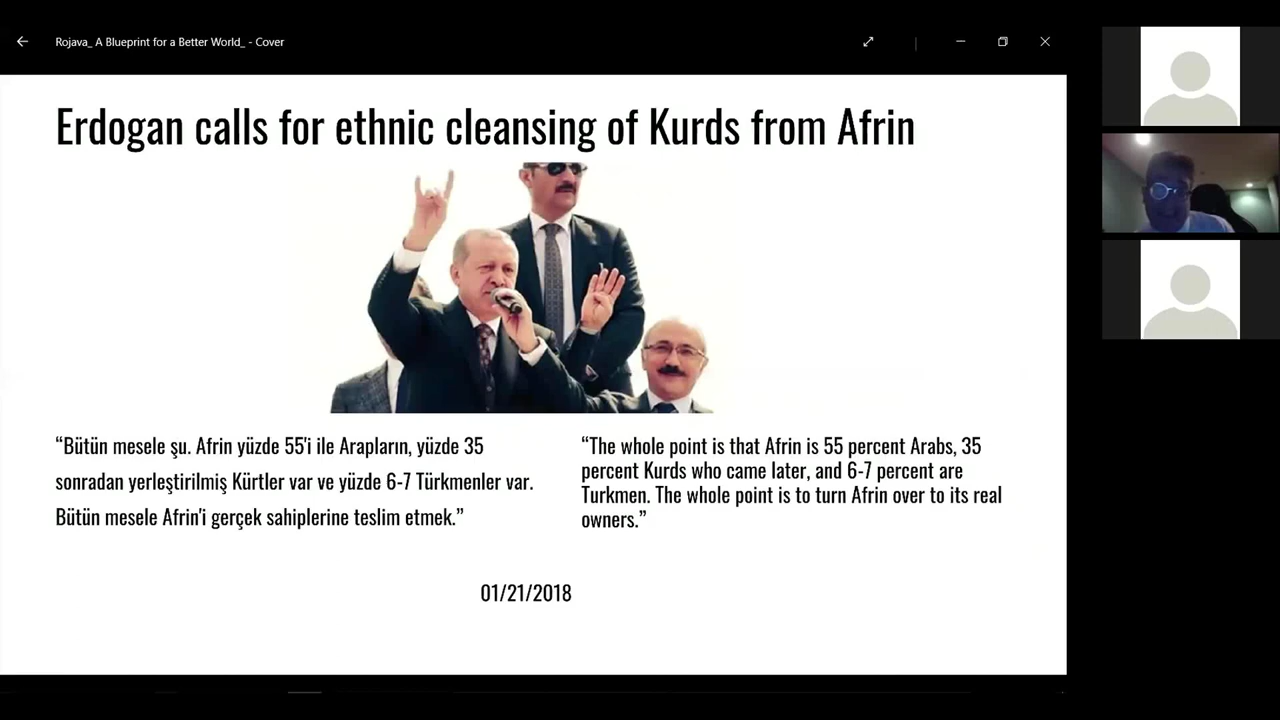 Rojava_ A Blueprint for a Better World_ - Cover
Erdogan calls for ethnic cleansing of Kurds from Afrin
“Bütün mesele şu. Afrin yüzde 55'i ile Arapların, yüzde 35
sonradan yerleştirilmiş Kürtler var ve yüzde 6-7 Türkmenler var.
Bütün mesele Afrin'i gerçek sahiplerine teslim etmek.”
“The whole point is that Afrin is 55 percent Arabs, 35
percent Kurds who came later, and 6-7 percent are
Turkmen. The whole point is to turn Afrin over to its real
owners.”
01/21/2018